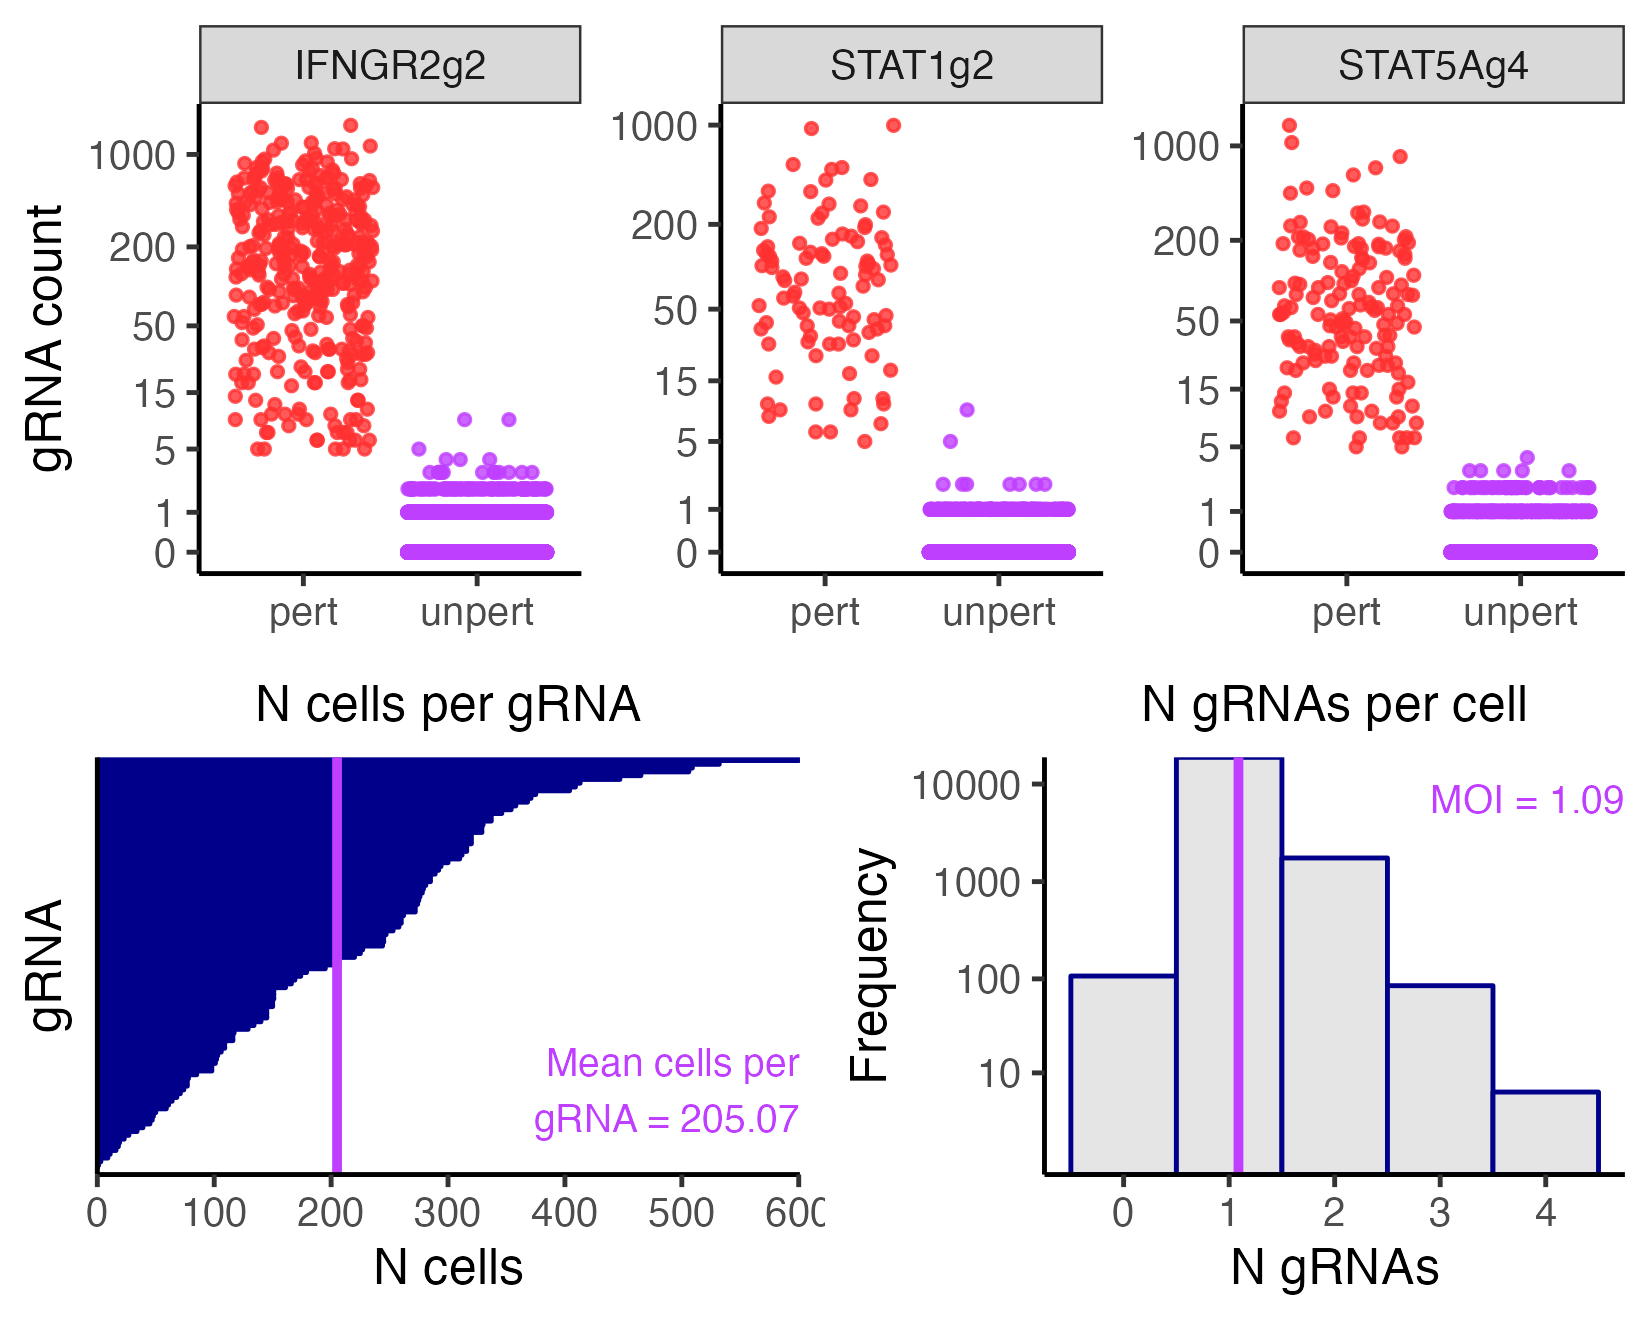 IFNGR2g2 STAT1g2 STAT5Ag4
gRNA count
1000
200
50
15
5
1
0
1000
200
50
15
5
1
0
1000
200
50
15
5
1
0
pert unpert pert unpert pert unpert
N cells per gRNA
gRNA
Mean cells per
gRNA = 205.07
0 100 200 300 400 500 600
N cells
N gRNAs per cell
Frequency
10000
1000
100
10
MOI = 1.09
0 1 2 3 4
N gRNAs